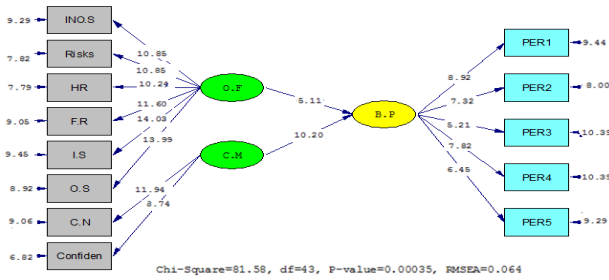 9.29 INO.S
7.82 Risks
7.79 HR
9.05 F.R
9.45 I.S
8.92 O.S
9.06 C.N
6.82 Confiden
10.85
10.85
10.24
11.60
14.03
13.99
11.94
8.74
O.F
C.M
5.11
10.20
B.P
8.92
7.32
5.21
7.82
6.45
PER1 9.44
PER2 8.00
PER3 10.39
PER4 10.39
PER5 9.29
Chi-Square=81.58, df=43, P-value=0.00035, RMSEA=0.064